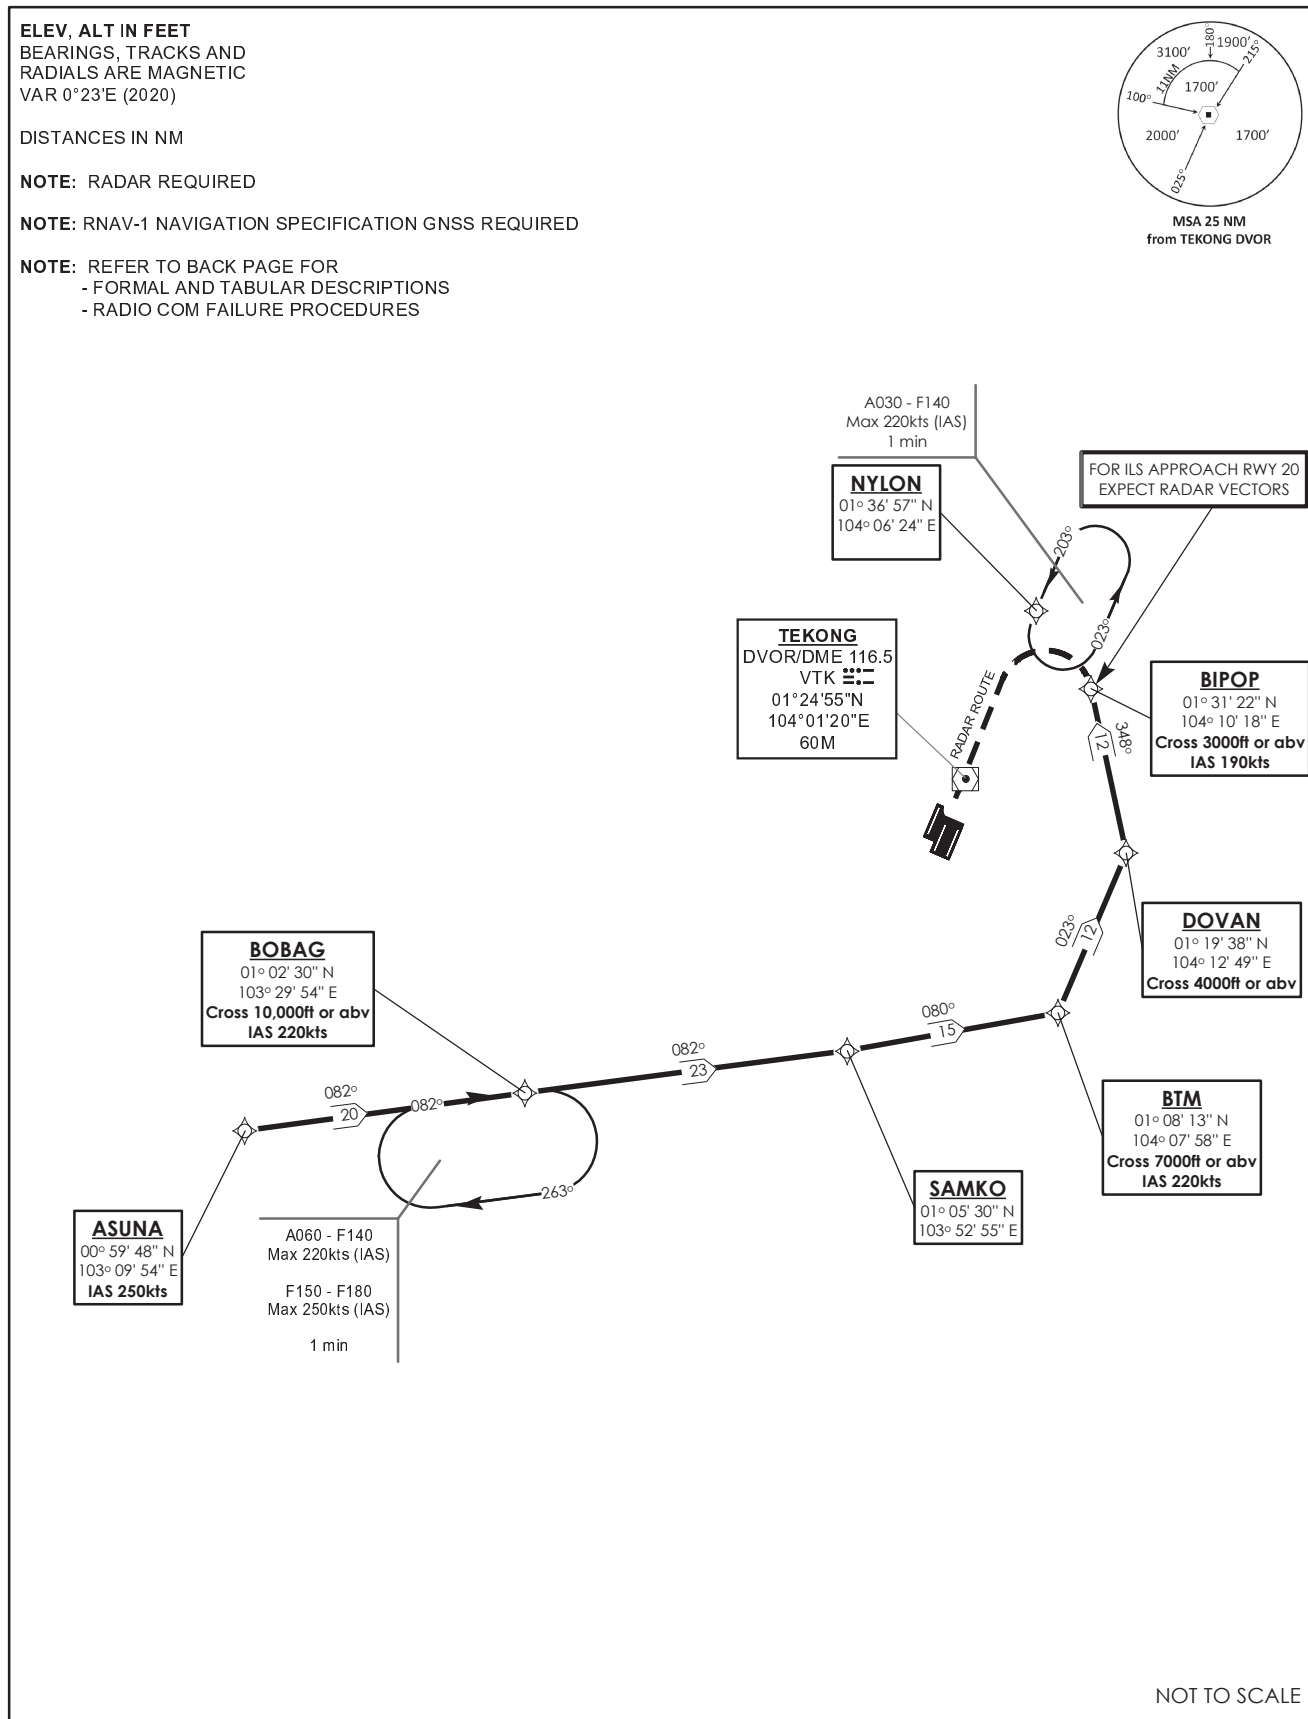 ELEV, ALT IN FEET
BEARINGS, TRACKS AND
RADIALS ARE MAGNETIC
VAR 0°23'E (2020)
DISTANCES IN NM
NOTE: RADAR REQUIRED
NOTE: RNAV-1 NAVIGATION SPECIFICATION GNSS REQUIRED
NOTE: REFER TO BACK PAGE FOR
- FORMAL AND TABULAR DESCRIPTIONS
- RADIO COM FAILURE PROCEDURES
3100'
180°
1900'
215°
11NM
1700'
100°
2000'
1700'
025°
MSA 25 NM
from TEKONG DVOR
A030 - F140
Max 220kts (IAS)
1 min
NYLON
01° 36' 57" N
104° 06' 24" E
FOR ILS APPROACH RWY 20
EXPECT RADAR VECTORS
203°
023°
TEKONG
DVOR/DME 116.5
VTK
01°24'55"N
104°01'20"E
60M
RADAR ROUTE
BIPOP
01° 31' 22" N
104° 10' 18" E
Cross 3000ft or abv
IAS 190kts
348°
12
DOVAN
01° 19' 38" N
104° 12' 49" E
Cross 4000ft or abv
023°
12
BOBAG
01° 02' 30" N
103° 29' 54" E
Cross 10,000ft or abv
IAS 220kts
080°
15
082°
23
082°
20
082°
263°
BTM
01° 08' 13" N
104° 07' 58" E
Cross 7000ft or abv
IAS 220kts
SAMKO
01° 05' 30" N
103° 52' 55" E
ASUNA
00° 59' 48" N
103° 09' 54" E
IAS 250kts
A060 - F140
Max 220kts (IAS)
F150 - F180
Max 250kts (IAS)
1 min
NOT TO SCALE